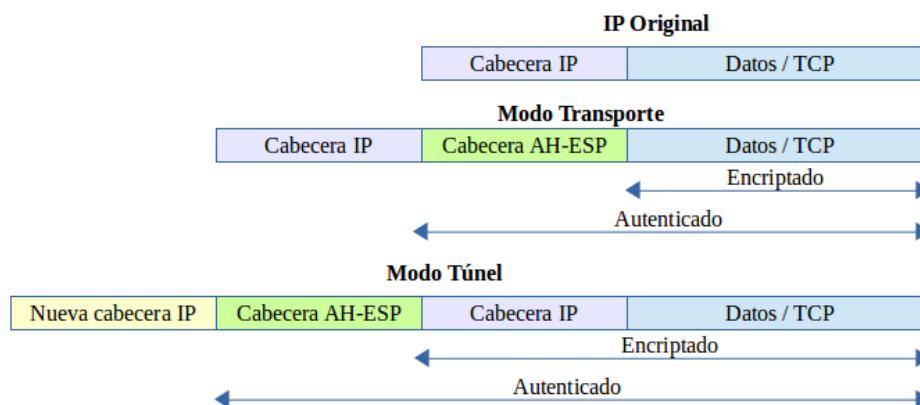 IP Original
Cabecera IP Datos / TCP
Modo Transporte
Cabecera IP Cabecera AH-ESP Datos / TCP
Encriptado
Autenticado
Modo Túnel
Nueva cabecera IP Cabecera AH-ESP Cabecera IP Datos / TCP
Encriptado
Autenticado